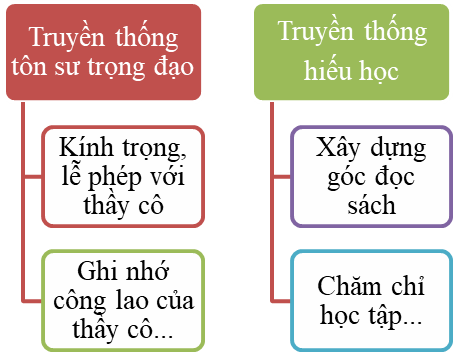 Truyền thống
tôn sư trọng đạo
Kính trọng,
lễ phép với
thầy cô
Ghi nhớ
công lao của
thầy cô...
Truyền thống
hiếu học
Xây dựng
góc đọc
sách
Chăm chỉ
học tập...